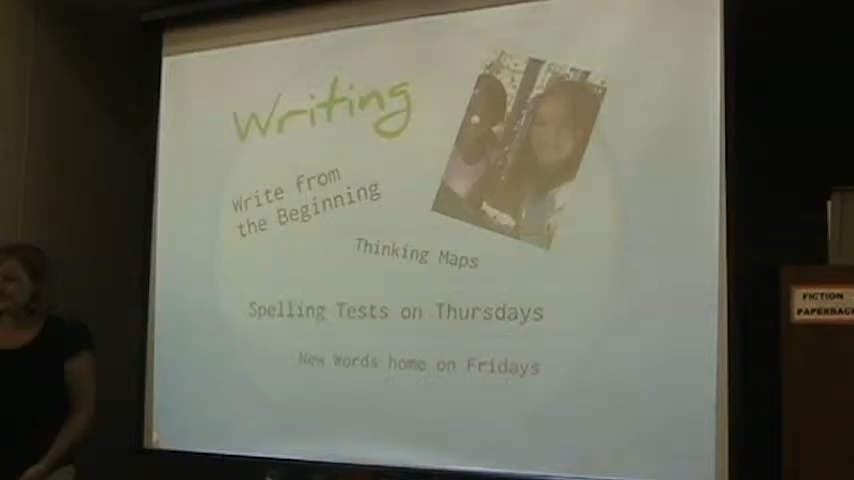 Writing
Write from
the Beginning
Thinking Maps
Spelling Tests on Thursdays
New Words home on Fridays
FICTION
PAPERBACK